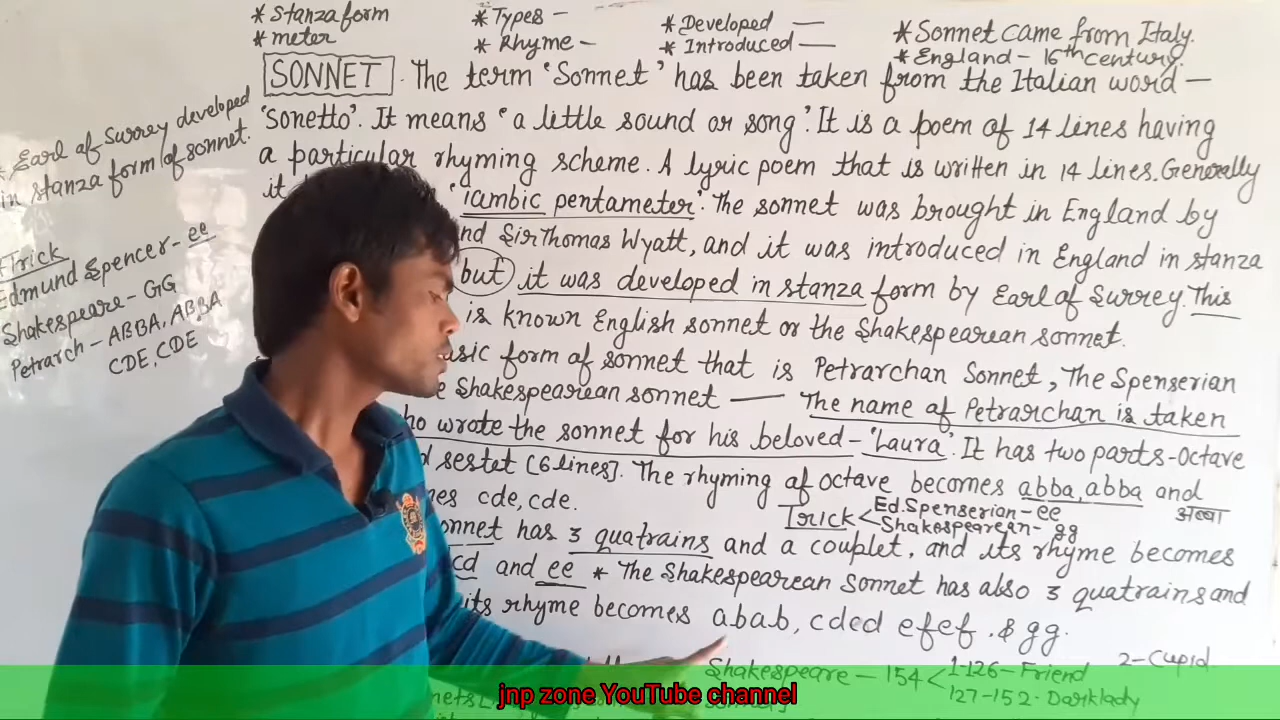 * Stanza form
* meter
* Types -
* Rhyme -
* Developed —
* Introduced —
* Sonnet came from Italy.
* England - 16th century.
SONNET. The term 'Sonnet' has been taken from the Italian word -
'Sonetto'. It means 'a little sound or song'. It is a poem of 14 lines having
a particular rhyming scheme. A lyric poem that is written in 14 lines. Generally
it 'iambic pentameter'. The sonnet was brought in England by
Sir Thomas Wyatt, and it was introduced in England in stanza
but it was developed in stanza form by Earl of Surrey. This
is known English sonnet or the Shakespearean sonnet.
form of sonnet that is Petrarchan Sonnet, The Spenserian
Shakespearean sonnet — The name of Petrarchan is taken
wrote the sonnet for his beloved - 'Laura'. It has two parts - Octave
sestet [6 lines]. The rhyming of octave becomes abba, abba and
cde, cde.
अब्बा
Trick < Ed. Spenserian - ee
Shakespearean - gg
has 3 quatrains and a couplet, and its rhyme becomes
cd and ee * The Shakespearean Sonnet has also 3 quatrains and
its rhyme becomes abab, cdcd efef. & gg.
Shakespeare - 154 < 1-126 - Friend
127-152 - Dark lady
2 - Cupid
* Earl of Surrey developed
in stanza form of sonnet.
Trick
Edmund Spencer - ee
Shakespeare - GG
Petrarch - ABBA, ABBA
CDE, CDE
jnp zone YouTube channel